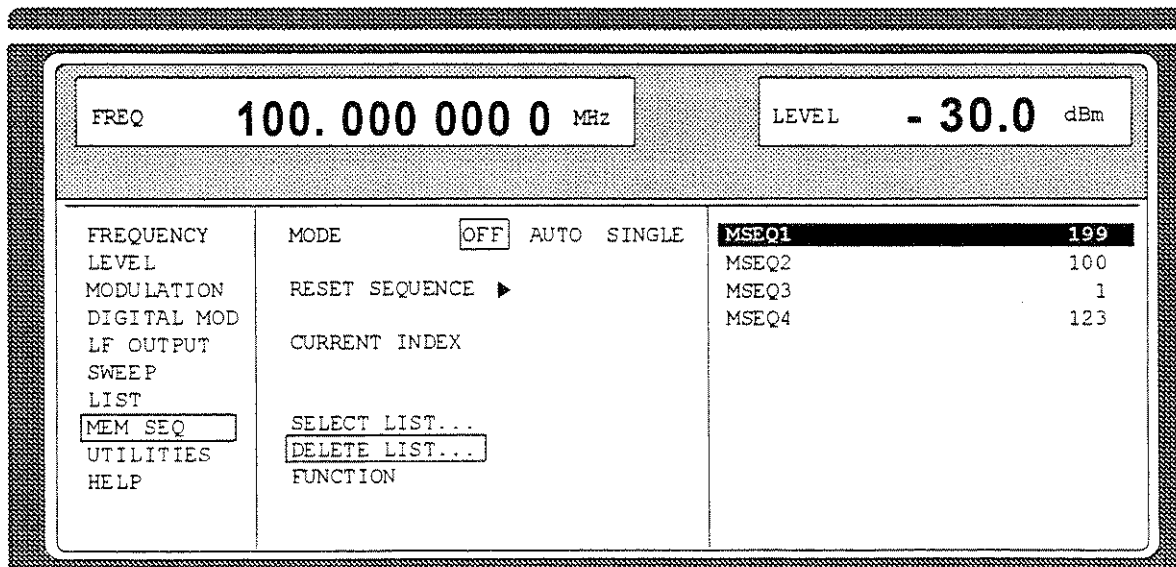 FREQ 100. 000 000 0 MHz
LEVEL - 30.0 dBm
FREQUENCY
LEVEL
MODULATION
DIGITAL MOD
LF OUTPUT
SWEEP
LIST
MEM SEQ
UTILITIES
HELP
MODE OFF AUTO SINGLE
RESET SEQUENCE ▶
CURRENT INDEX
SELECT LIST...
DELETE LIST...
FUNCTION
MSEQ1 199
MSEQ2 100
MSEQ3 1
MSEQ4 123